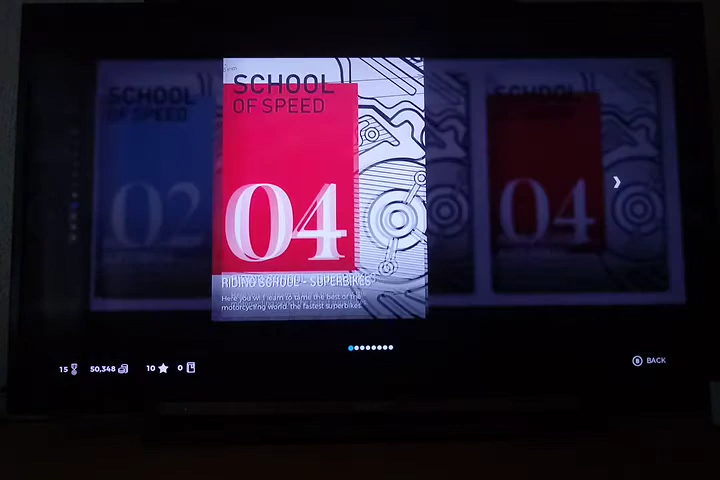 SCHOOL
OF SPEED
02
SCHOOL
OF SPEED
04
RIDING SCHOOL - SUPERBIKES
Here you will learn to tame the best of the
motorcycling world: the fastest superbikes.
SCHOOL
04
15
50,348
10
0
B BACK